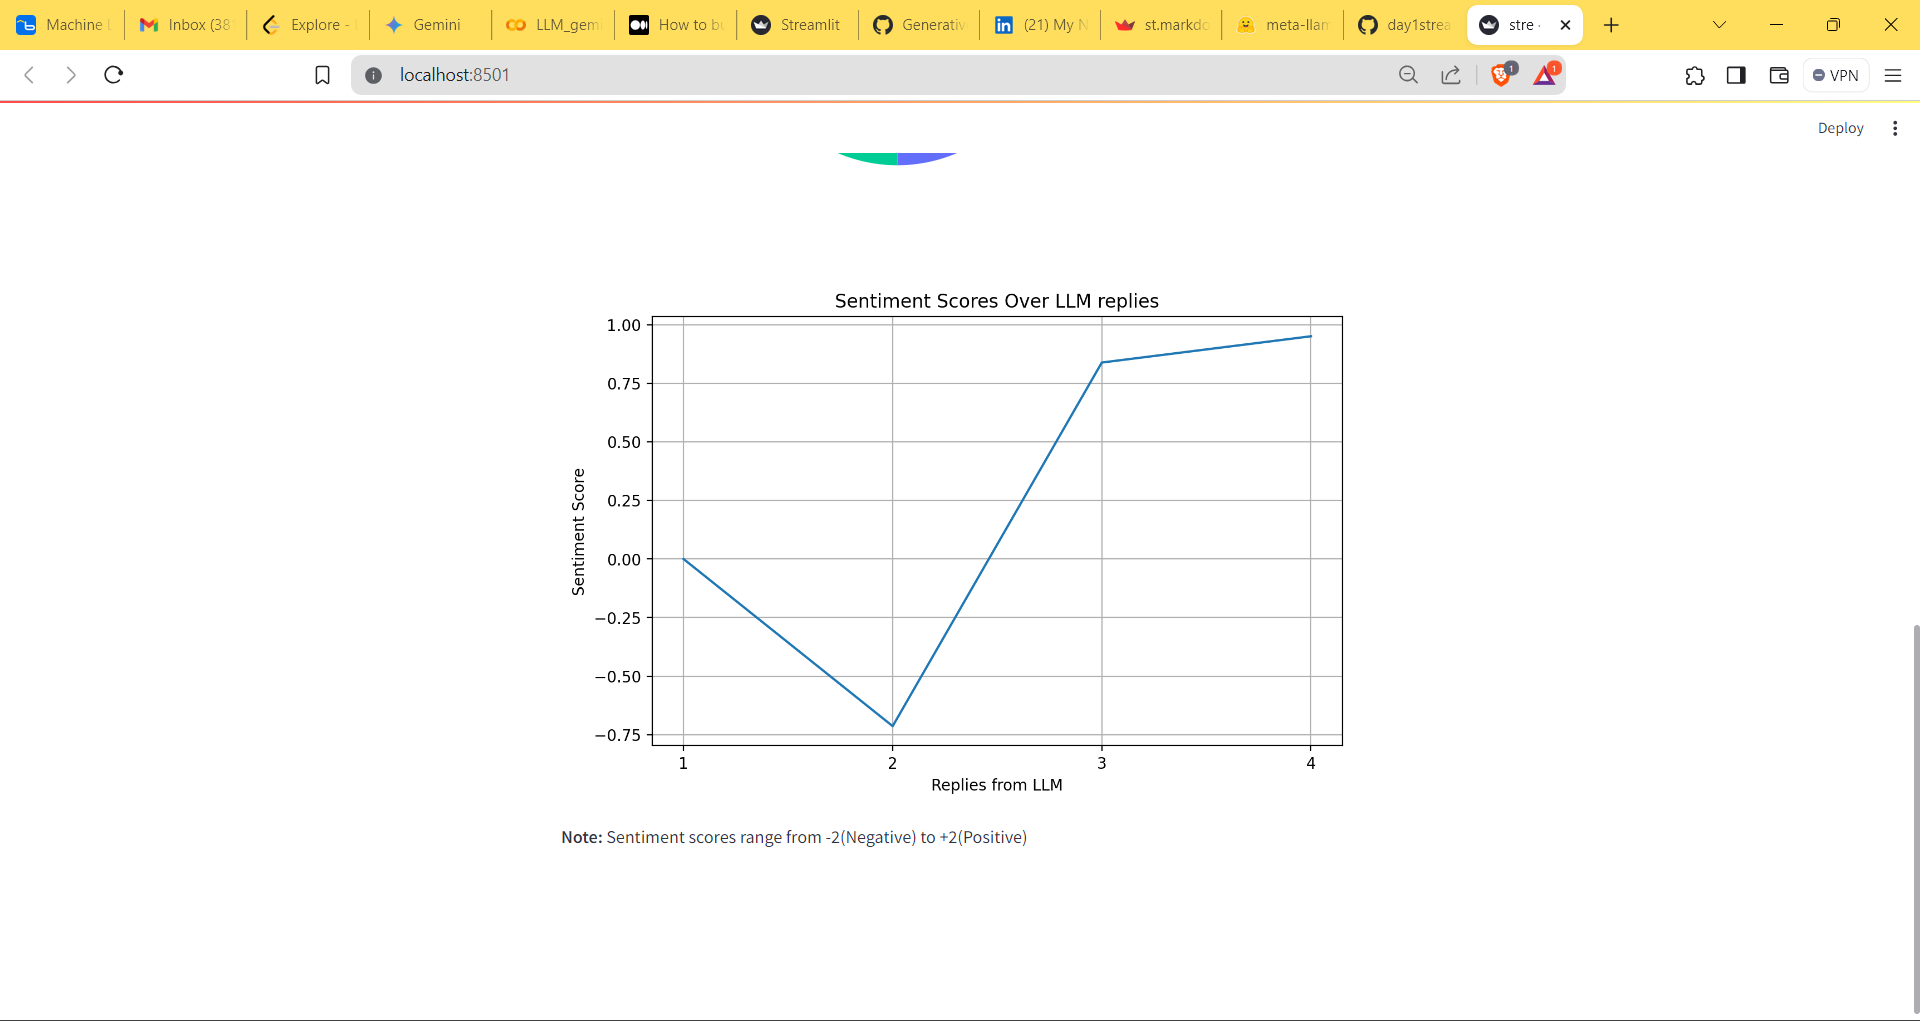 Machine
Inbox (38
Explore -
Gemini
LLM_gem
How to bu
Streamlit
Generativ
(21) My N
st.markdo
meta-llam
day1strea
stre
localhost:8501
1
1
VPN
Deploy
Sentiment Scores Over LLM replies
1.00
0.75
0.50
0.25
0.00
−0.25
−0.50
−0.75
Sentiment Score
1 2 3 4
Replies from LLM
Note: Sentiment scores range from -2(Negative) to +2(Positive)